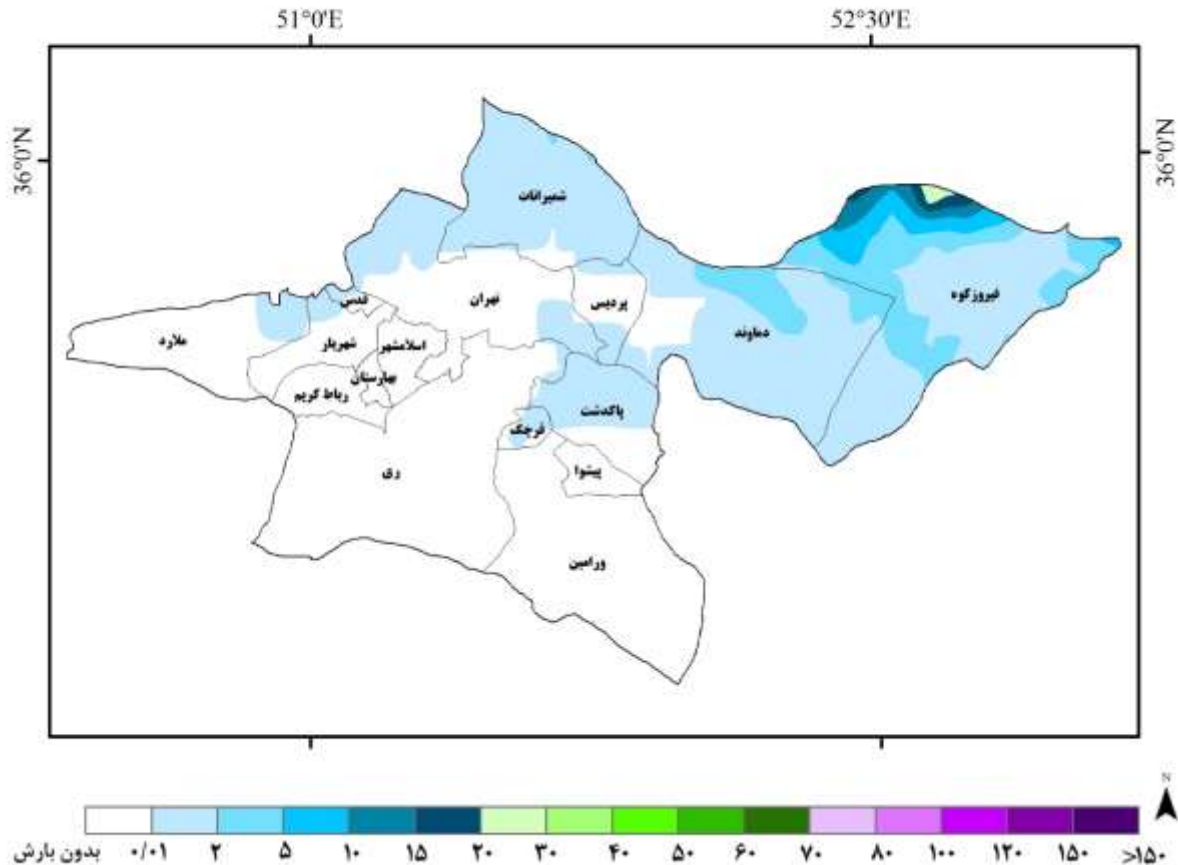 51°0'E 52°30'E
36°0'N 36°0'N
شمیرانات
فیروزکوه
قدس تهران پردیس
ملارد شهریار اسلامشهر دماوند
بهارستان
رباط کریم پاکدشت
قرچک
ری پیشوا
ورامین
N
بدون بارش ۰/۰۱ ۲ ۵ ۱۰ ۱۵ ۲۰ ۳۰ ۴۰ ۵۰ ۶۰ ۷۰ ۸۰ ۱۰۰ ۱۲۰ ۱۵۰ >۱۵۰